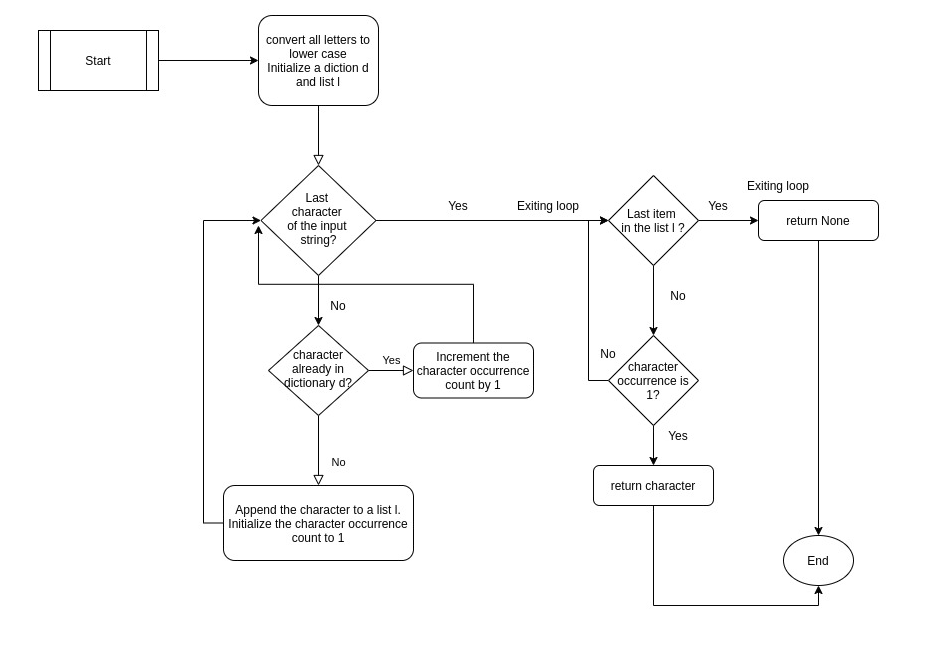 Start
convert all letters to
lower case
Initialize a diction d
and list l
Last
character
of the input
string?
Yes
Exiting loop
Last item
in the list l ?
Yes
Exiting loop
return None
No
character
already in
dictionary d?
Yes
Increment the
character occurrence
count by 1
No
No
character
occurrence is
1?
Yes
No
Append the character to a list l.
Initialize the character occurrence
count to 1
return character
End